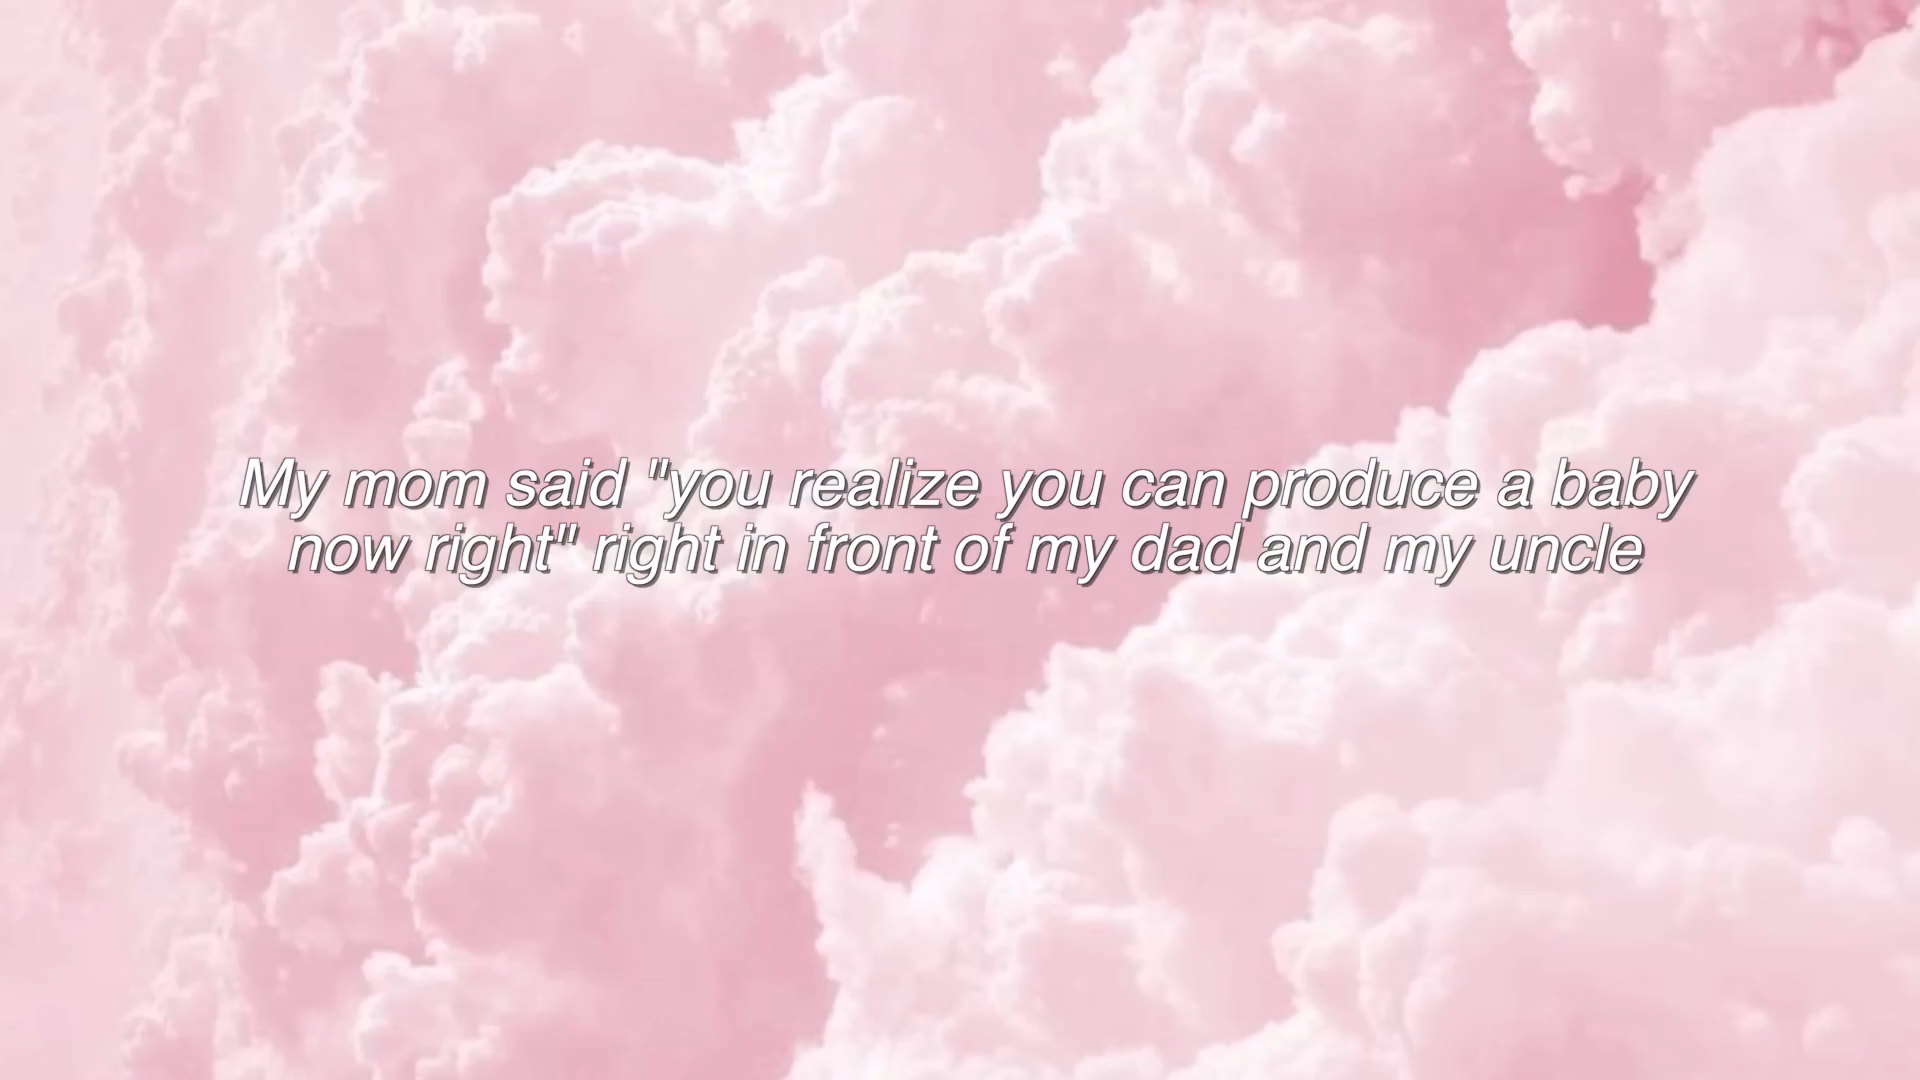 My mom said "you realize you can produce a baby
now right" right in front of my dad and my uncle